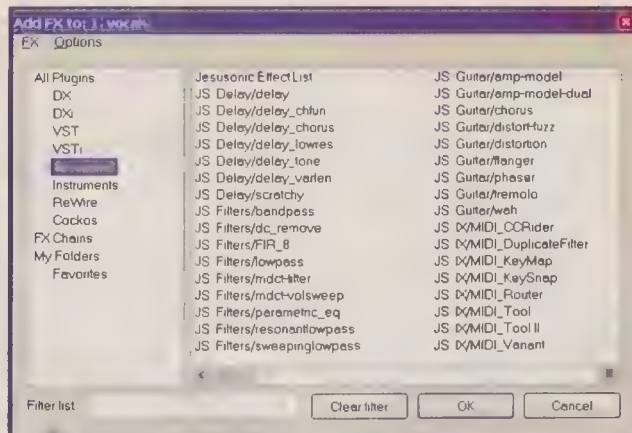 Add FX to: 1: vocals
FX Options
All Plugins
DX
DXi
VST
VSTi
Instruments
ReWire
Cockos
FX Chains
My Folders
Favorites
Jesusonic Effect List
JS Delay/delay
JS Delay/delay_chfun
JS Delay/delay_chorus
JS Delay/delay_lowres
JS Delay/delay_tone
JS Delay/delay_varlen
JS Delay/scratchy
JS Filters/bandpass
JS Filters/dc_remove
JS Filters/FIR_8
JS Filters/lowpass
JS Filters/mdct-filter
JS Filters/mdct-volsweep
JS Filters/parametric_eq
JS Filters/resonantlowpass
JS Filters/sweepinglowpass
JS Guitar/amp-model
JS Guitar/amp-model-dual
JS Guitar/chorus
JS Guitar/distort-fuzz
JS Guitar/distortion
JS Guitar/flanger
JS Guitar/phaser
JS Guitar/tremolo
JS Guitar/wah
JS IX/MIDI_CCRider
JS IX/MIDI_DuplicateFilter
JS IX/MIDI_KeyMap
JS IX/MIDI_KeySnap
JS IX/MIDI_Router
JS IX/MIDI_Tool
JS IX/MIDI_Tool II
JS IX/MIDI_Variant
Filter list
Clear filter
OK
Cancel